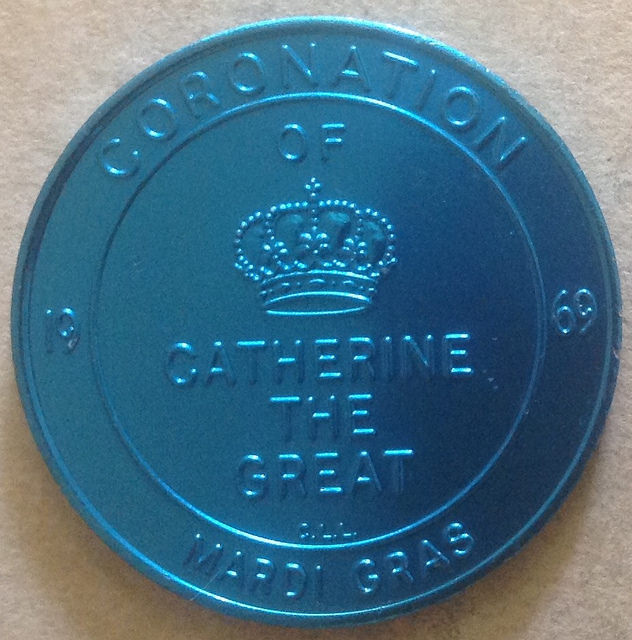 CORONATION
OF
19 69
CATHERINE
THE
GREAT
C.L.L.
MARDI GRAS